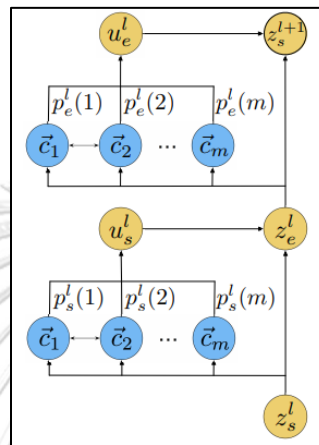 u_e^l z_s^{l+1}
p_e^l(1) p_e^l(2) p_e^l(m)
\vec{c}_1 \vec{c}_2 ... \vec{c}_m
u_s^l z_e^l
p_s^l(1) p_s^l(2) p_s^l(m)
\vec{c}_1 \vec{c}_2 ... \vec{c}_m
z_s^l